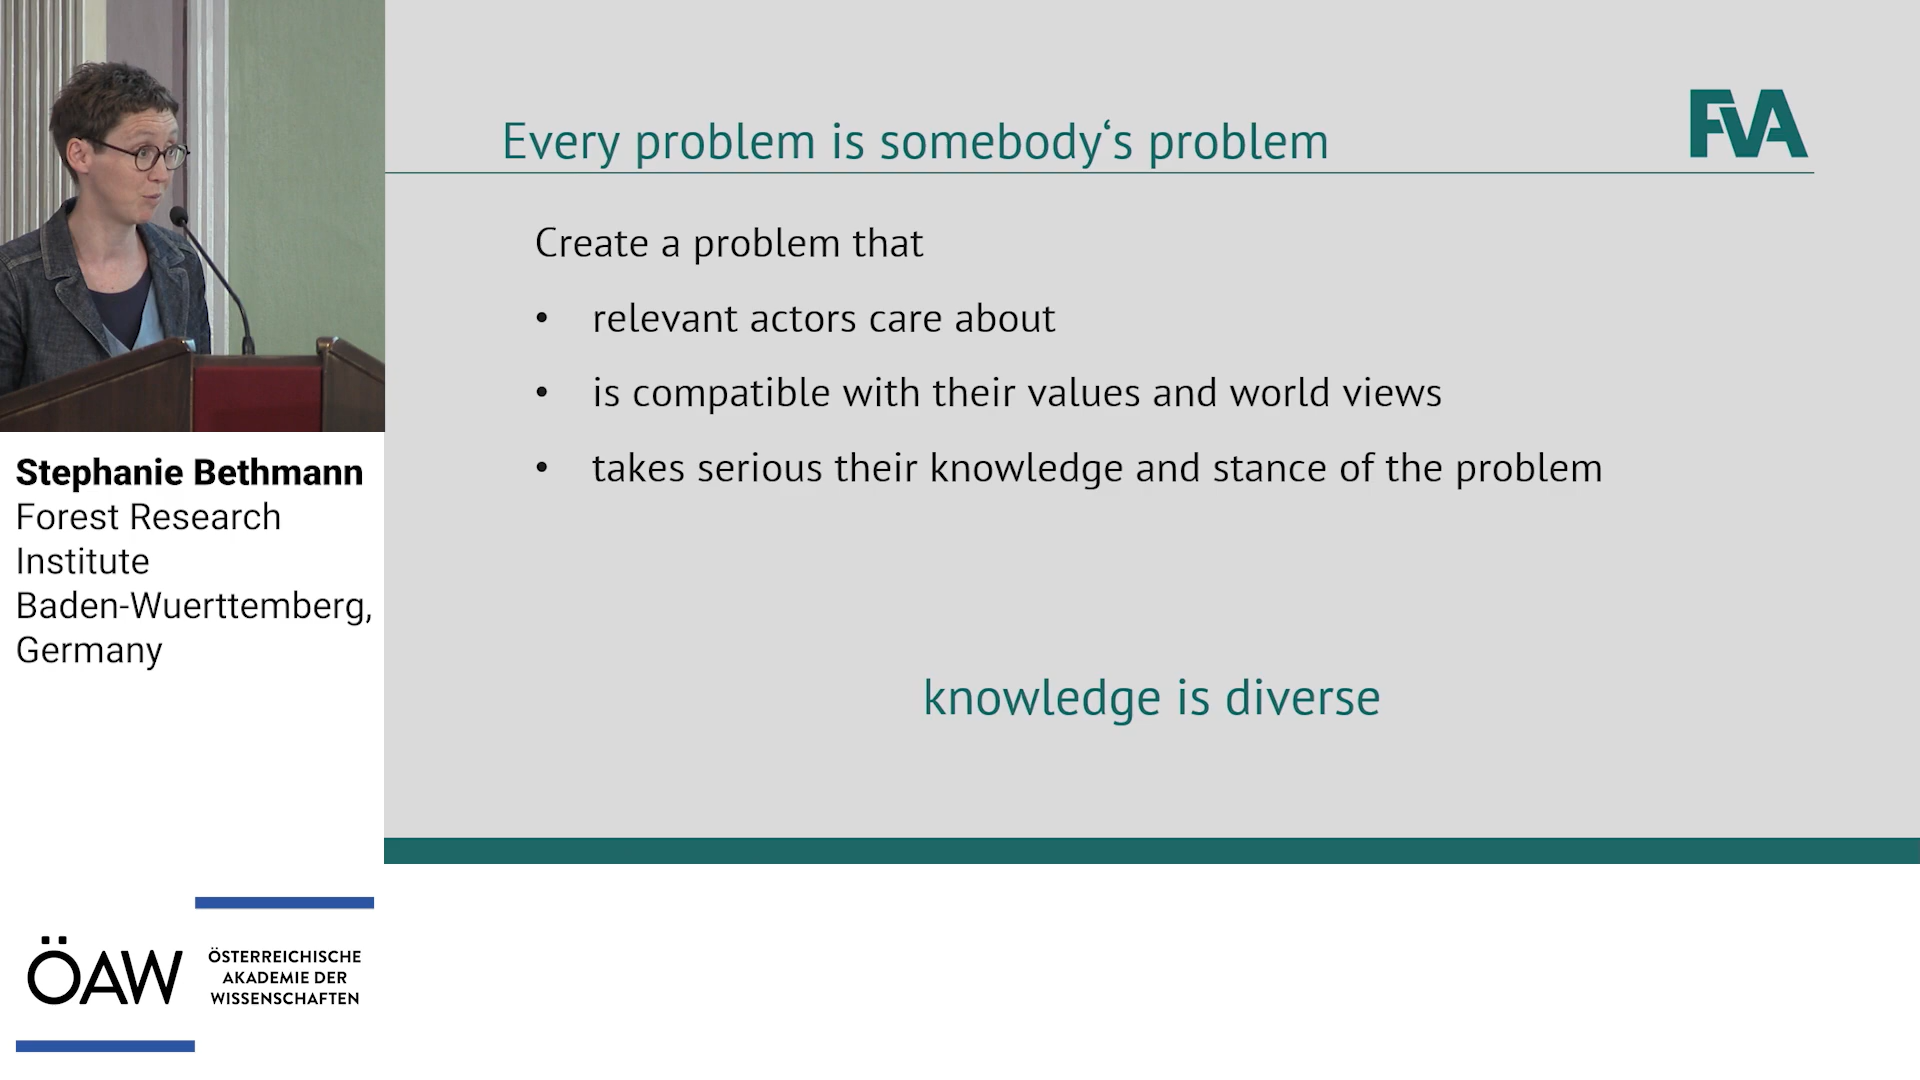 Every problem is somebody‘s problem
FVA
Create a problem that
• relevant actors care about
• is compatible with their values and world views
• takes serious their knowledge and stance of the problem
knowledge is diverse
Stephanie Bethmann
Forest Research
Institute
Baden-Wuerttemberg,
Germany
ÖAW
ÖSTERREICHISCHE
AKADEMIE DER
WISSENSCHAFTEN